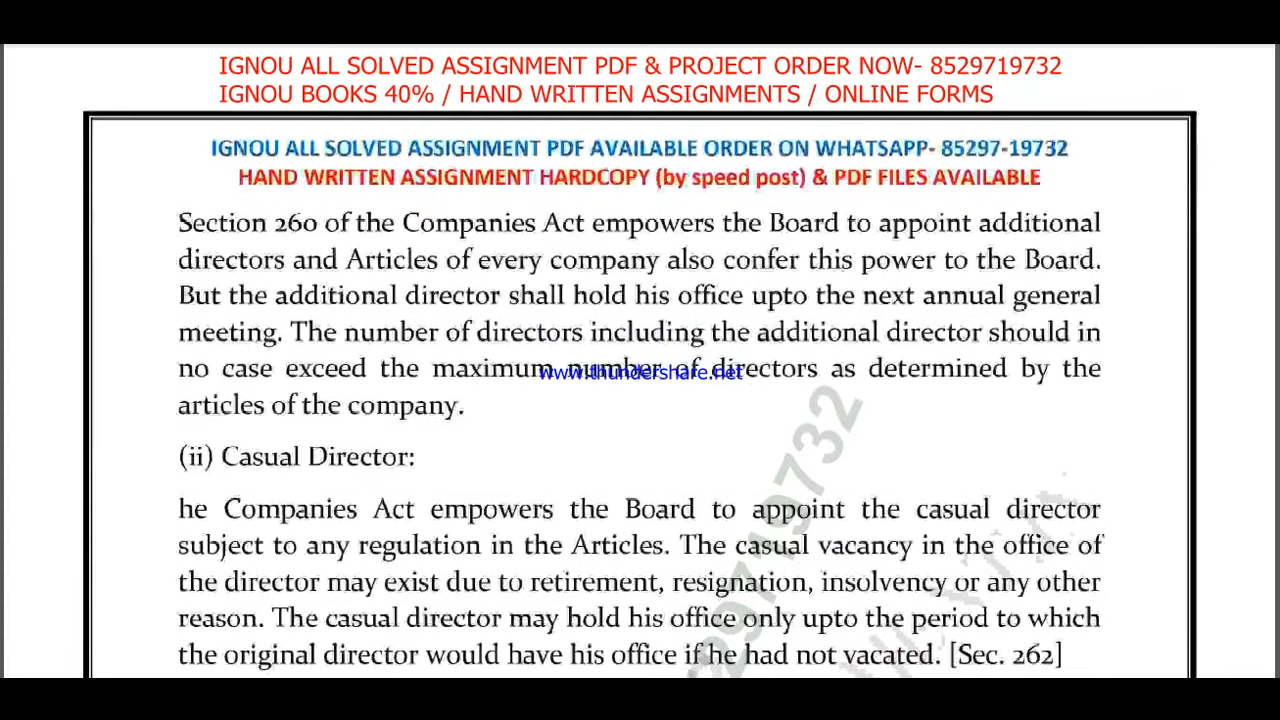 IGNOU ALL SOLVED ASSIGNMENT PDF & PROJECT ORDER NOW- 8529719732
IGNOU BOOKS 40% / HAND WRITTEN ASSIGNMENTS / ONLINE FORMS
IGNOU ALL SOLVED ASSIGNMENT PDF AVAILABLE ORDER ON WHATSAPP- 85297-19732
HAND WRITTEN ASSIGNMENT HARDCOPY (by speed post) & PDF FILES AVAILABLE
Section 260 of the Companies Act empowers the Board to appoint additional
directors and Articles of every company also confer this power to the Board.
But the additional director shall hold his office upto the next annual general
meeting. The number of directors including the additional director should in
no case exceed the maximum number of directors as determined by the
www.thundershare.net
articles of the company.
(ii) Casual Director:
he Companies Act empowers the Board to appoint the casual director
subject to any regulation in the Articles. The casual vacancy in the office of
the director may exist due to retirement, resignation, insolvency or any other
reason. The casual director may hold his office only upto the period to which
the original director would have his office if he had not vacated. [Sec. 262]
29719732